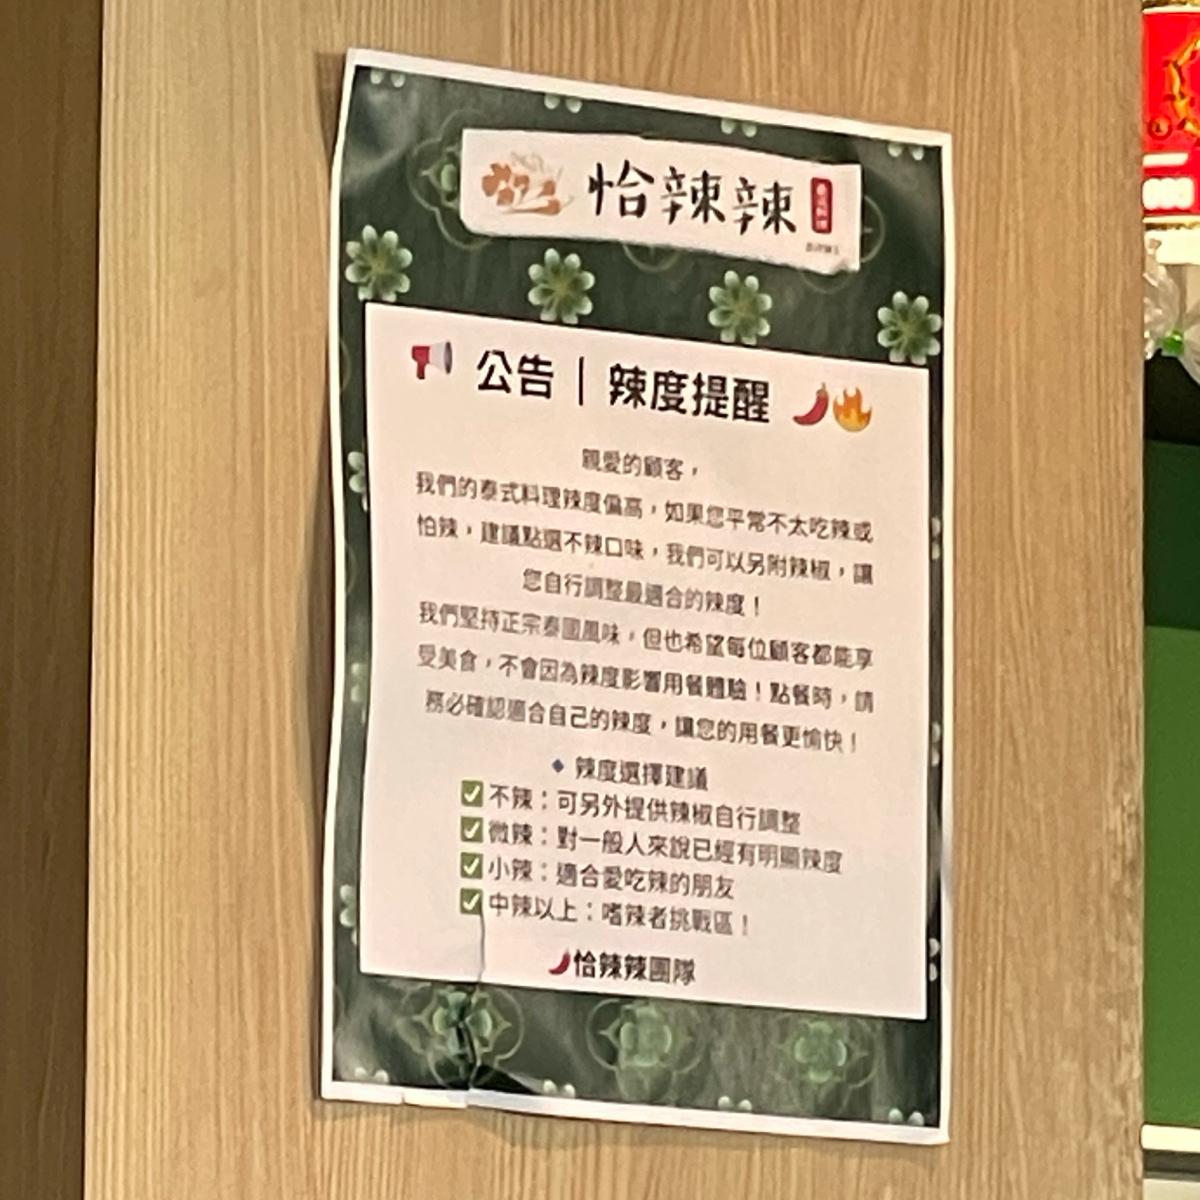 恰辣辣
公告｜辣度提醒
親愛的顧客，
我們的泰式料理辣度偏高，如果您平常不太吃辣或
怕辣，建議點選不辣口味，我們可以另附辣椒，讓
您自行調整最適合的辣度！
我們堅持正宗泰國風味，但也希望每位顧客都能享
受美食，不會因為辣度影響用餐體驗！點餐時，請
務必確認適合自己的辣度，讓您的用餐更愉快！
🔹 辣度選擇建議
✅ 不辣：可另外提供辣椒自行調整
✅ 微辣：對一般人來說已經有明顯辣度
✅ 小辣：適合愛吃辣的朋友
✅ 中辣以上：嗜辣者挑戰區！
🌶️恰辣辣團隊